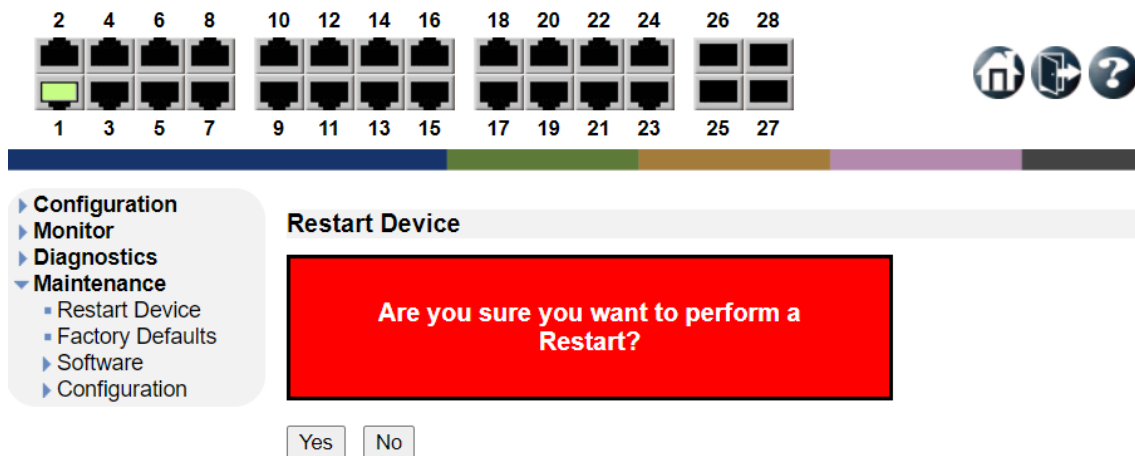 2 4 6 8 10 12 14 16 18 20 22 24 26 28
?
1 3 5 7 9 11 13 15 17 19 21 23 25 27
Configuration
Monitor
Diagnostics
Maintenance
Restart Device
Factory Defaults
Software
Configuration
Restart Device
Are you sure you want to perform a
Restart?
Yes No